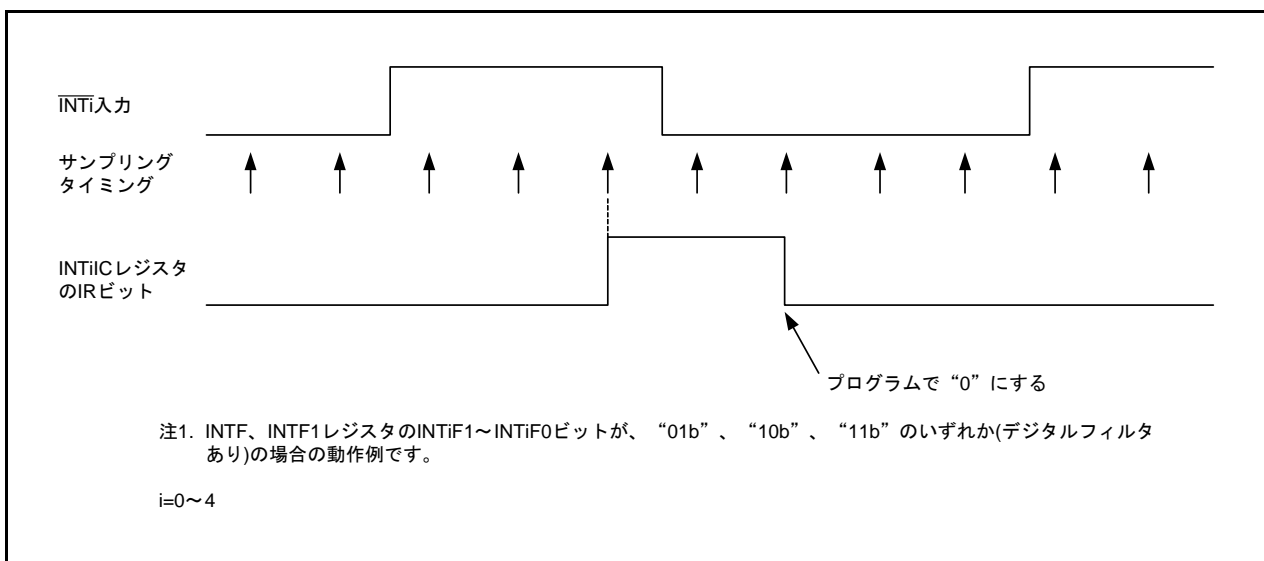 INTi入力
サンプリング
タイミング
INTiICレジスタ
のIRビット
プログラムで“0”にする
注1. INTF、INTF1レジスタのINTiF1～INTiF0ビットが、“01b”、“10b”、“11b”のいずれか(デジタルフィルタ
あり)の場合の動作例です。
i=0～4